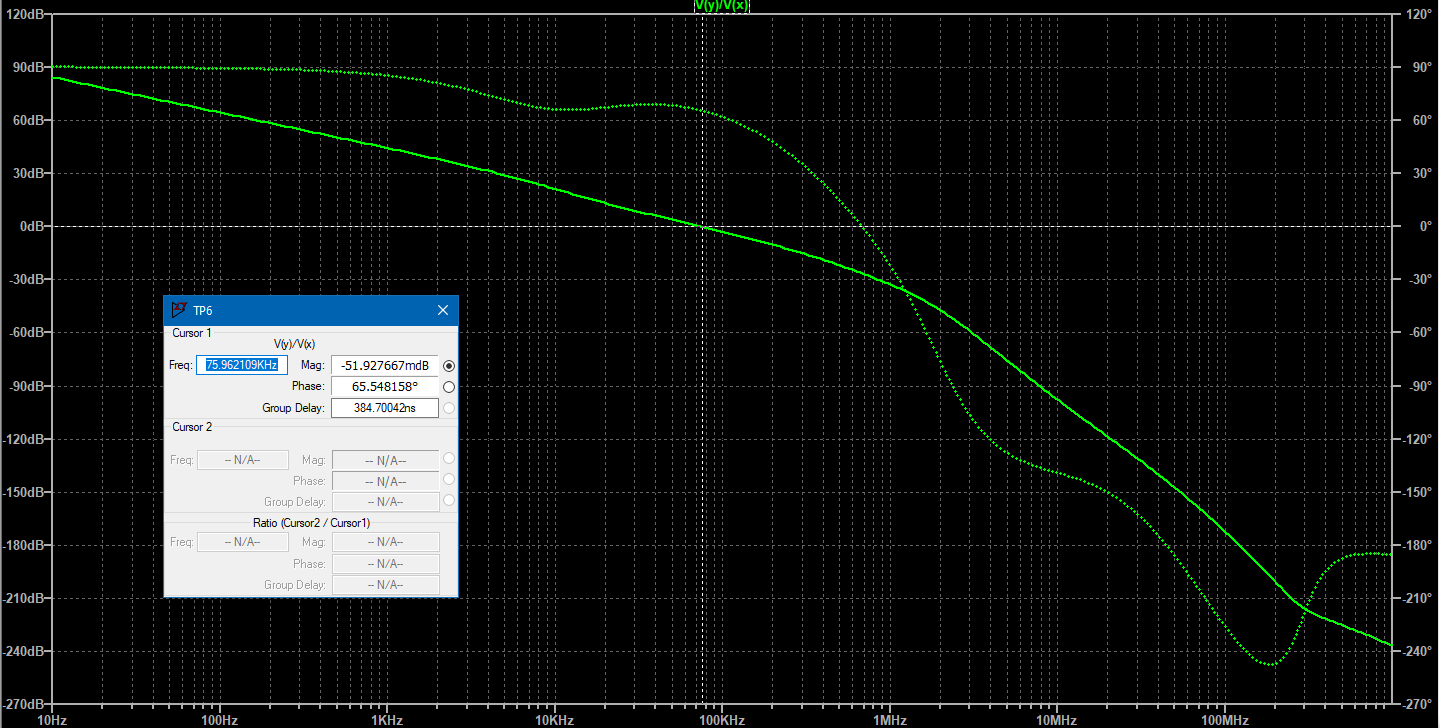 V(y)/V(x)
120dB 120°
90dB 90°
60dB 60°
30dB 30°
0dB 0°
-30dB -30°
-60dB -60°
-90dB -90°
-120dB -120°
-150dB -150°
-180dB -180°
-210dB -210°
-240dB -240°
-270dB -270°
10Hz 100Hz 1KHz 10KHz 100KHz 1MHz 10MHz 100MHz
TP6
Cursor 1
V(y)/V(x)
Freq: 75.962109KHz Mag: -51.927667mdB
Phase: 65.548158°
Group Delay: 384.70042ns
Cursor 2
Freq: -- N/A-- Mag: -- N/A--
Phase: -- N/A--
Group Delay: -- N/A--
Ratio (Cursor2 / Cursor1)
Freq: -- N/A-- Mag: -- N/A--
Phase: -- N/A--
Group Delay: -- N/A--